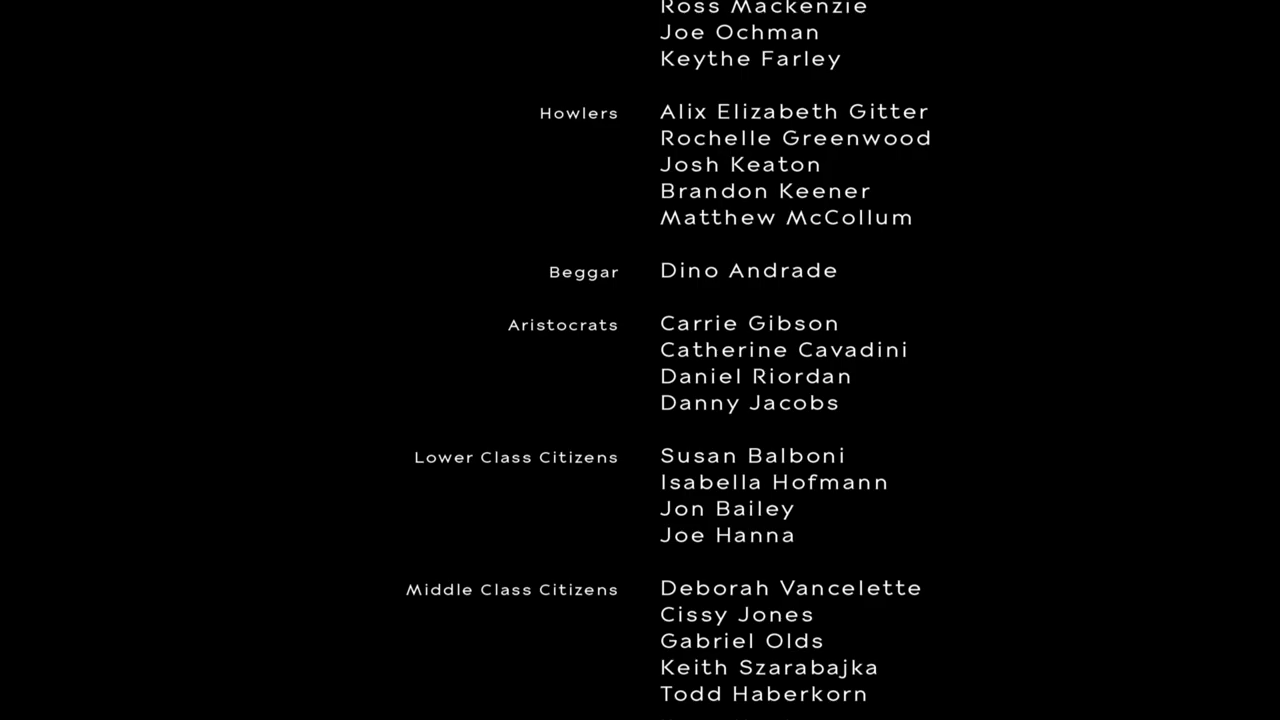 Ross Mackenzie
Joe Ochman
Keythe Farley
Howlers Alix Elizabeth Gitter
Rochelle Greenwood
Josh Keaton
Brandon Keener
Matthew McCollum
Beggar Dino Andrade
Aristocrats Carrie Gibson
Catherine Cavadini
Daniel Riordan
Danny Jacobs
Lower Class Citizens Susan Balboni
Isabella Hofmann
Jon Bailey
Joe Hanna
Middle Class Citizens Deborah Vancelette
Cissy Jones
Gabriel Olds
Keith Szarabajka
Todd Haberkorn